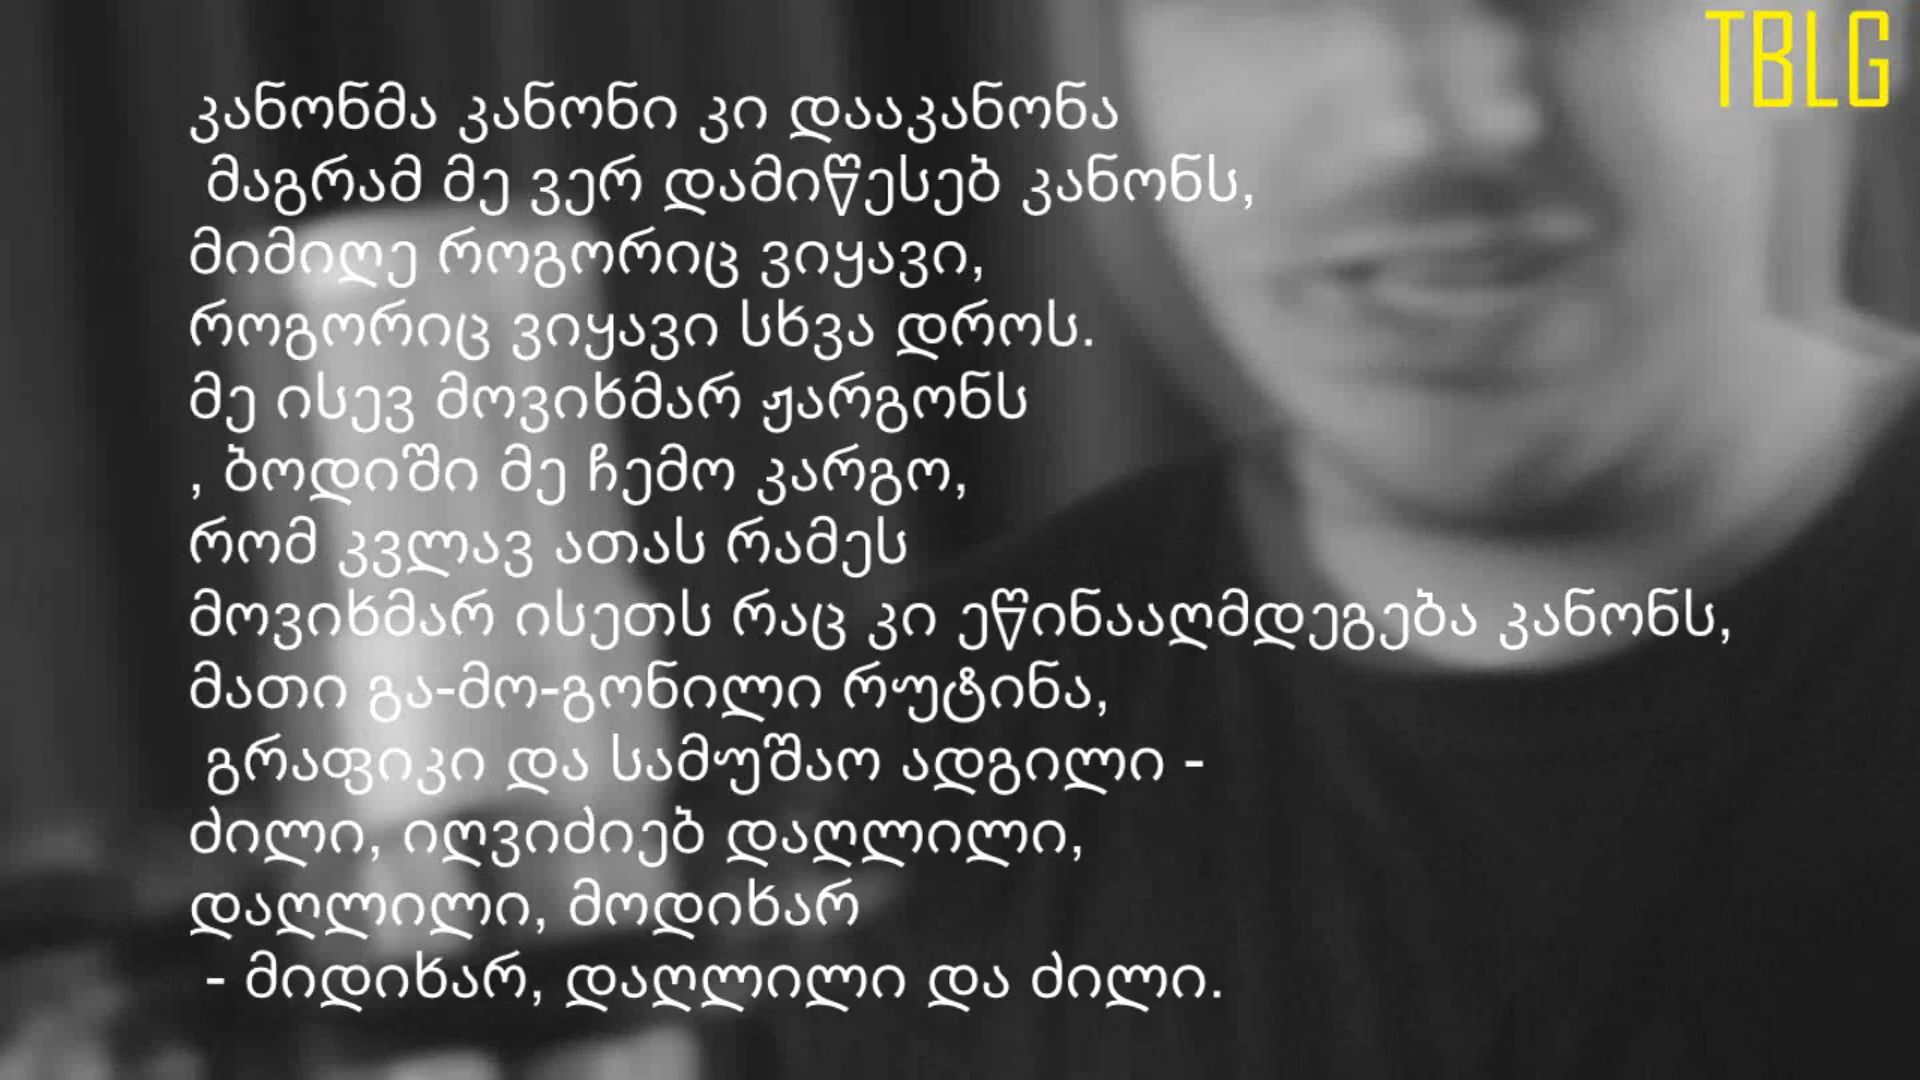 TBLG
კანონმა კანონი კი დააკანონა
მაგრამ მე ვერ დამიწესებ კანონს,
მიმიღე როგორიც ვიყავი,
როგორიც ვიყავი სხვა დროს.
მე ისევ მოვიხმარ ჟარგონს
, ბოდიში მე ჩემო კარგო,
რომ კვლავ ათას რამეს
მოვიხმარ ისეთს რაც კი ეწინააღმდეგება კანონს,
მათი გა-მო-გონილი რუტინა,
გრაფიკი და სამუშაო ადგილი -
ძილი, იღვიძიებ დაღლილი,
დაღლილი, მოდიხარ
- მიდიხარ, დაღლილი და ძილი.